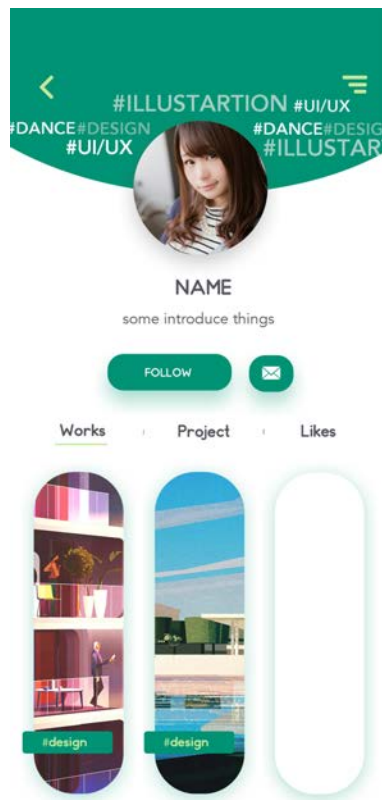 #ILLUSTARTION #UI/UX
#DANCE#DESIGN
#DANCE#DESIG
#UI/UX
#ILLUSTAR
NAME
some introduce things
FOLLOW
Works
Project
Likes
#design
#design